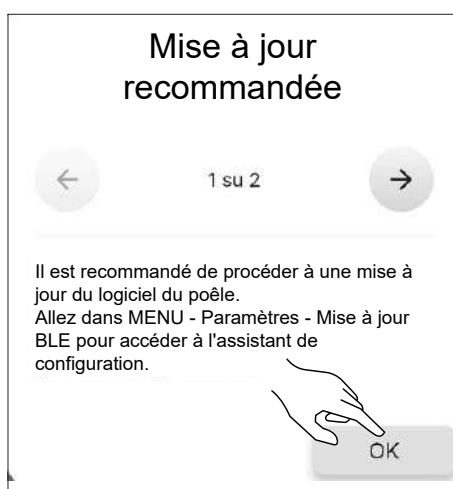 Mise à jour
recommandée
1 su 2
Il est recommandé de procéder à une mise à
jour du logiciel du poêle.
Allez dans MENU - Paramètres - Mise à jour
BLE pour accéder à l'assistant de
configuration.
OK